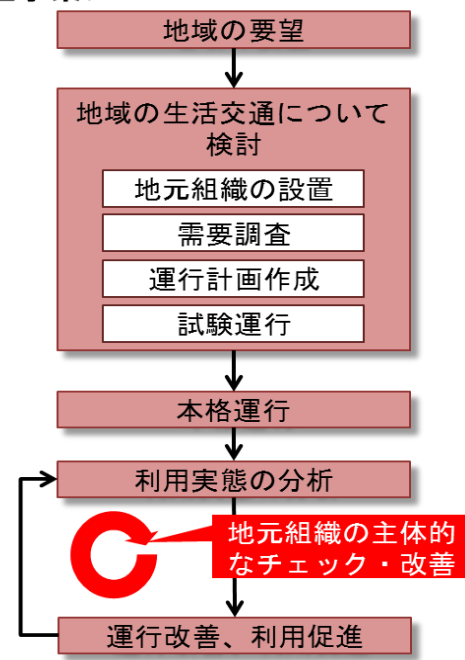 地域の要望
地域の生活交通について
検討
地元組織の設置
需要調査
運行計画作成
試験運行
本格運行
利用実態の分析
地元組織の主体的
なチェック・改善
運行改善、利用促進